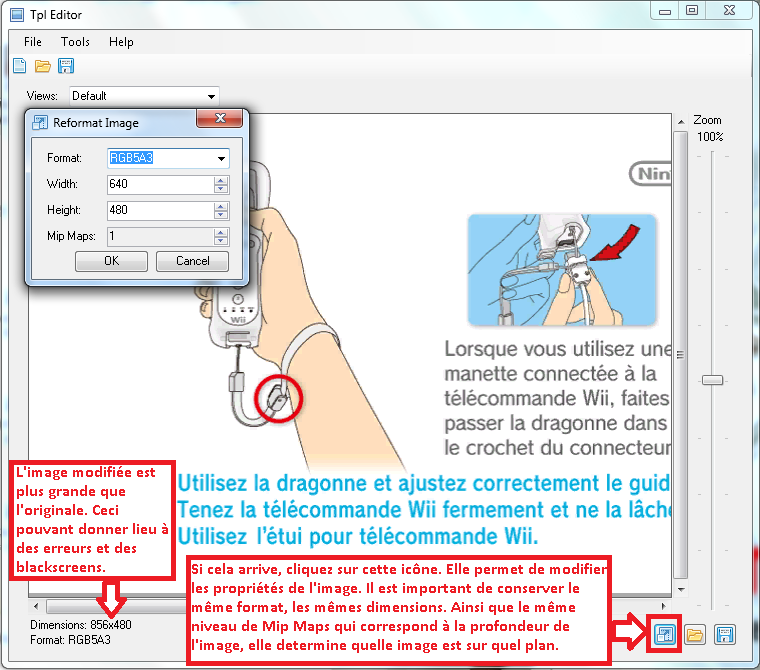 Tpl Editor
File Tools Help
Views: Default
Reformat Image
Format: RGB5A3
Width: 640
Height: 480
Mip Maps: 1
OK Cancel
Zoom
100%
Wii
Lorsque vous utilisez une
manette connectée à la
télécommande Wii, faites
passer la dragonne dans
le crochet du connecteur
Utilisez la dragonne et ajustez correctement le guid
Tenez la télécommande Wii fermement et ne la lâch
Utilisez l'étui pour télécommande Wii.
L'image modifiée est
plus grande que
l'originale. Ceci
pouvant donner lieu à
des erreurs et des
blackscreens.
Si cela arrive, cliquez sur cette icône. Elle permet de modifier
les propriétés de l'image. Il est important de conserver le
même format, les mêmes dimensions. Ainsi que le même
niveau de Mip Maps qui correspond à la profondeur de
l'image, elle determine quelle image est sur quel plan.
Dimensions: 856x480
Format: RGB5A3